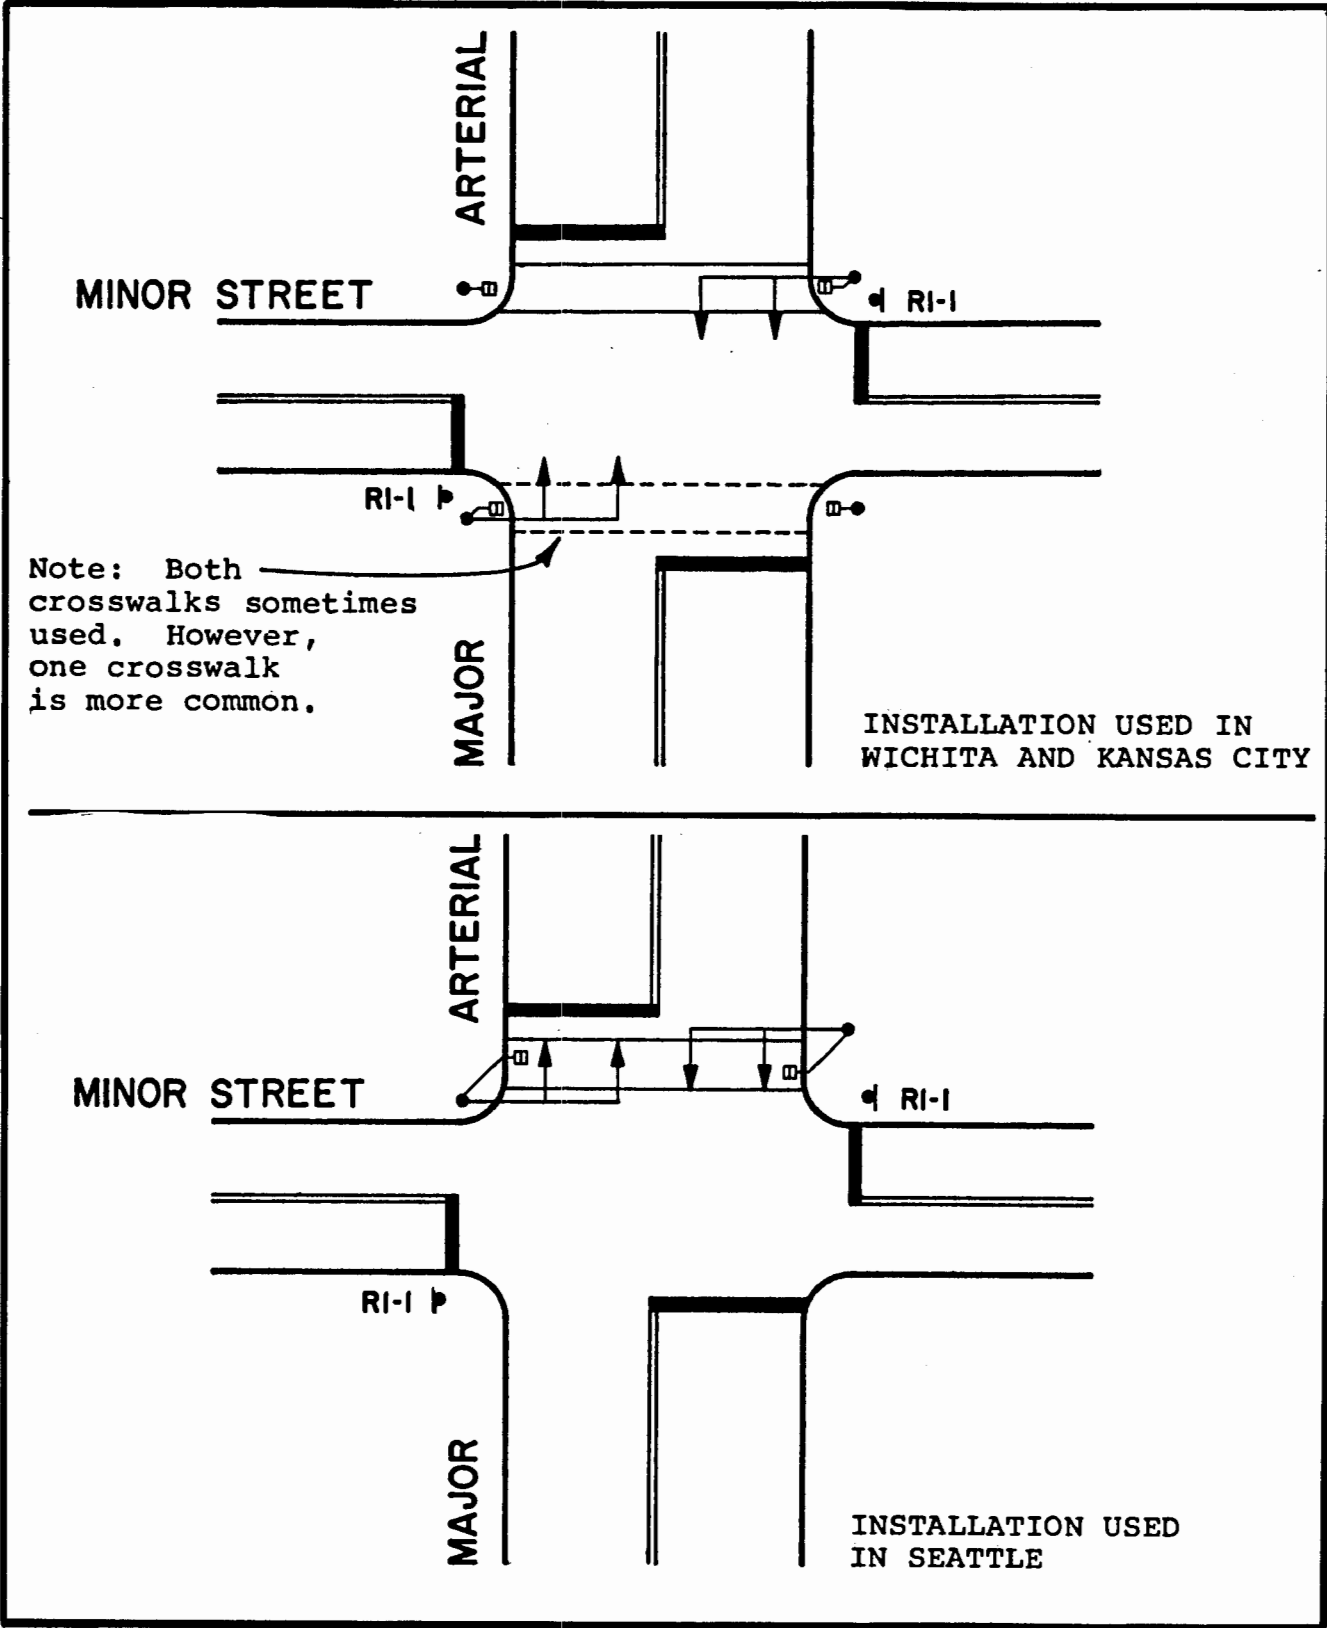 ARTERIAL
MINOR STREET
R1-1
R1-1
Note: Both
crosswalks sometimes
used. However,
one crosswalk
is more common.
MAJOR
INSTALLATION USED IN
WICHITA AND KANSAS CITY
ARTERIAL
MINOR STREET
R1-1
R1-1
MAJOR
INSTALLATION USED
IN SEATTLE